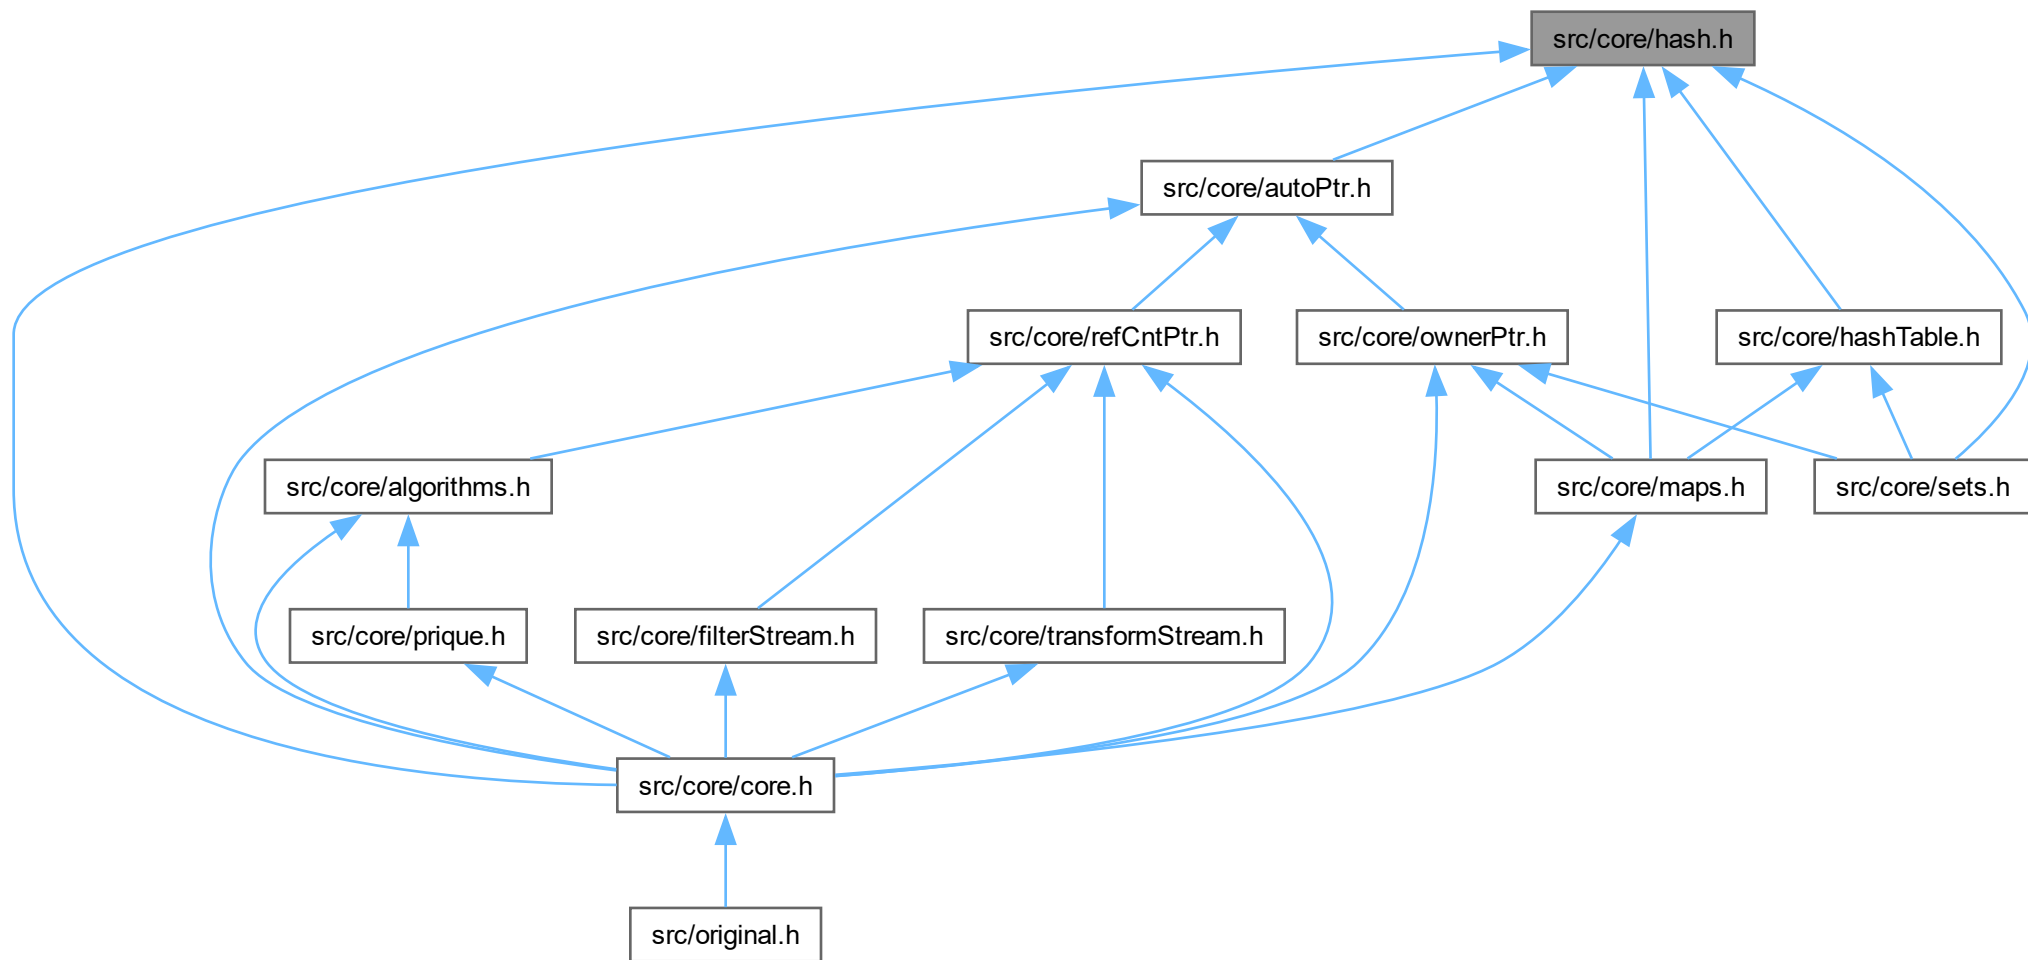 src/core/hash.h
src/core/autoPtr.h
src/core/refCntPtr.h
src/core/ownerPtr.h
src/core/hashTable.h
src/core/algorithms.h
src/core/maps.h
src/core/sets.h
src/core/prique.h
src/core/filterStream.h
src/core/transformStream.h
src/core/core.h
src/original.h